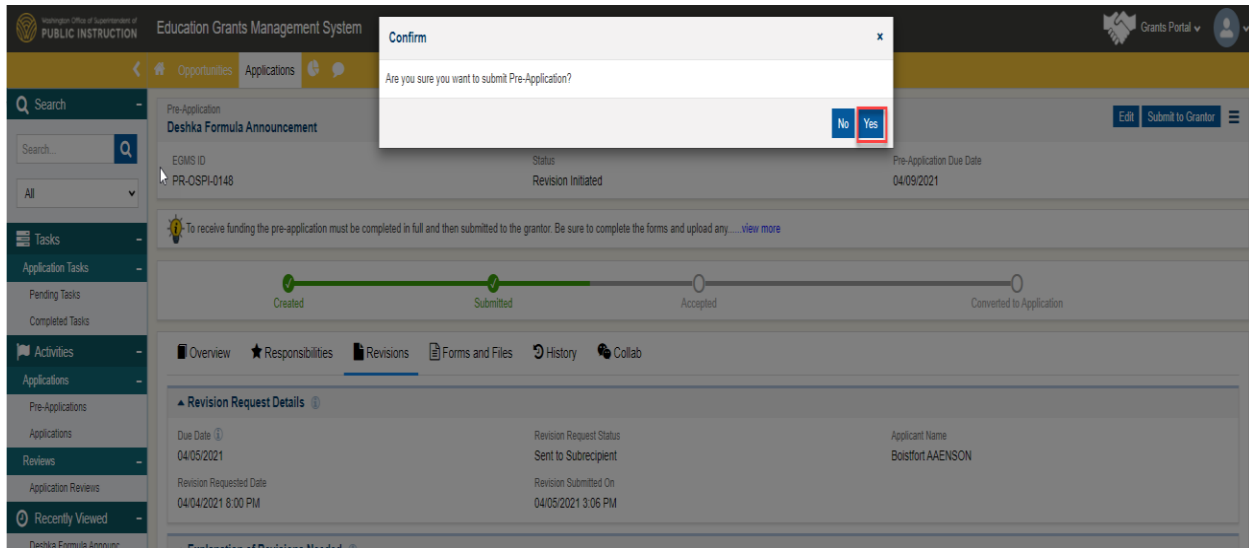 Washington Office of Superintendent of
PUBLIC INSTRUCTION
Education Grants Management System
Grants Portal
Confirm
x
Are you sure you want to submit Pre-Application?
No Yes
Opportunities Applications
Search
Search...
All
Tasks
Application Tasks
Pending Tasks
Completed Tasks
Activities
Applications
Pre-Applications
Applications
Reviews
Application Reviews
Recently Viewed
Deshka Formula Announc
Pre-Application
Deshka Formula Announcement
Edit Submit to Grantor
EGMS ID Status Pre-Application Due Date
PR-OSPI-0148 Revision Initiated 04/09/2021
To receive funding the pre-application must be completed in full and then submitted to the grantor. Be sure to complete the forms and upload any......view more
Created Submitted Accepted Converted to Application
Overview Responsibilities Revisions Forms and Files History Collab
Revision Request Details
Due Date Revision Request Status Applicant Name
04/05/2021 Sent to Subrecipient Boistfort AAENSON
Revision Requested Date Revision Submitted On
04/04/2021 8:00 PM 04/05/2021 3:06 PM
Explanation of Revisions Needed